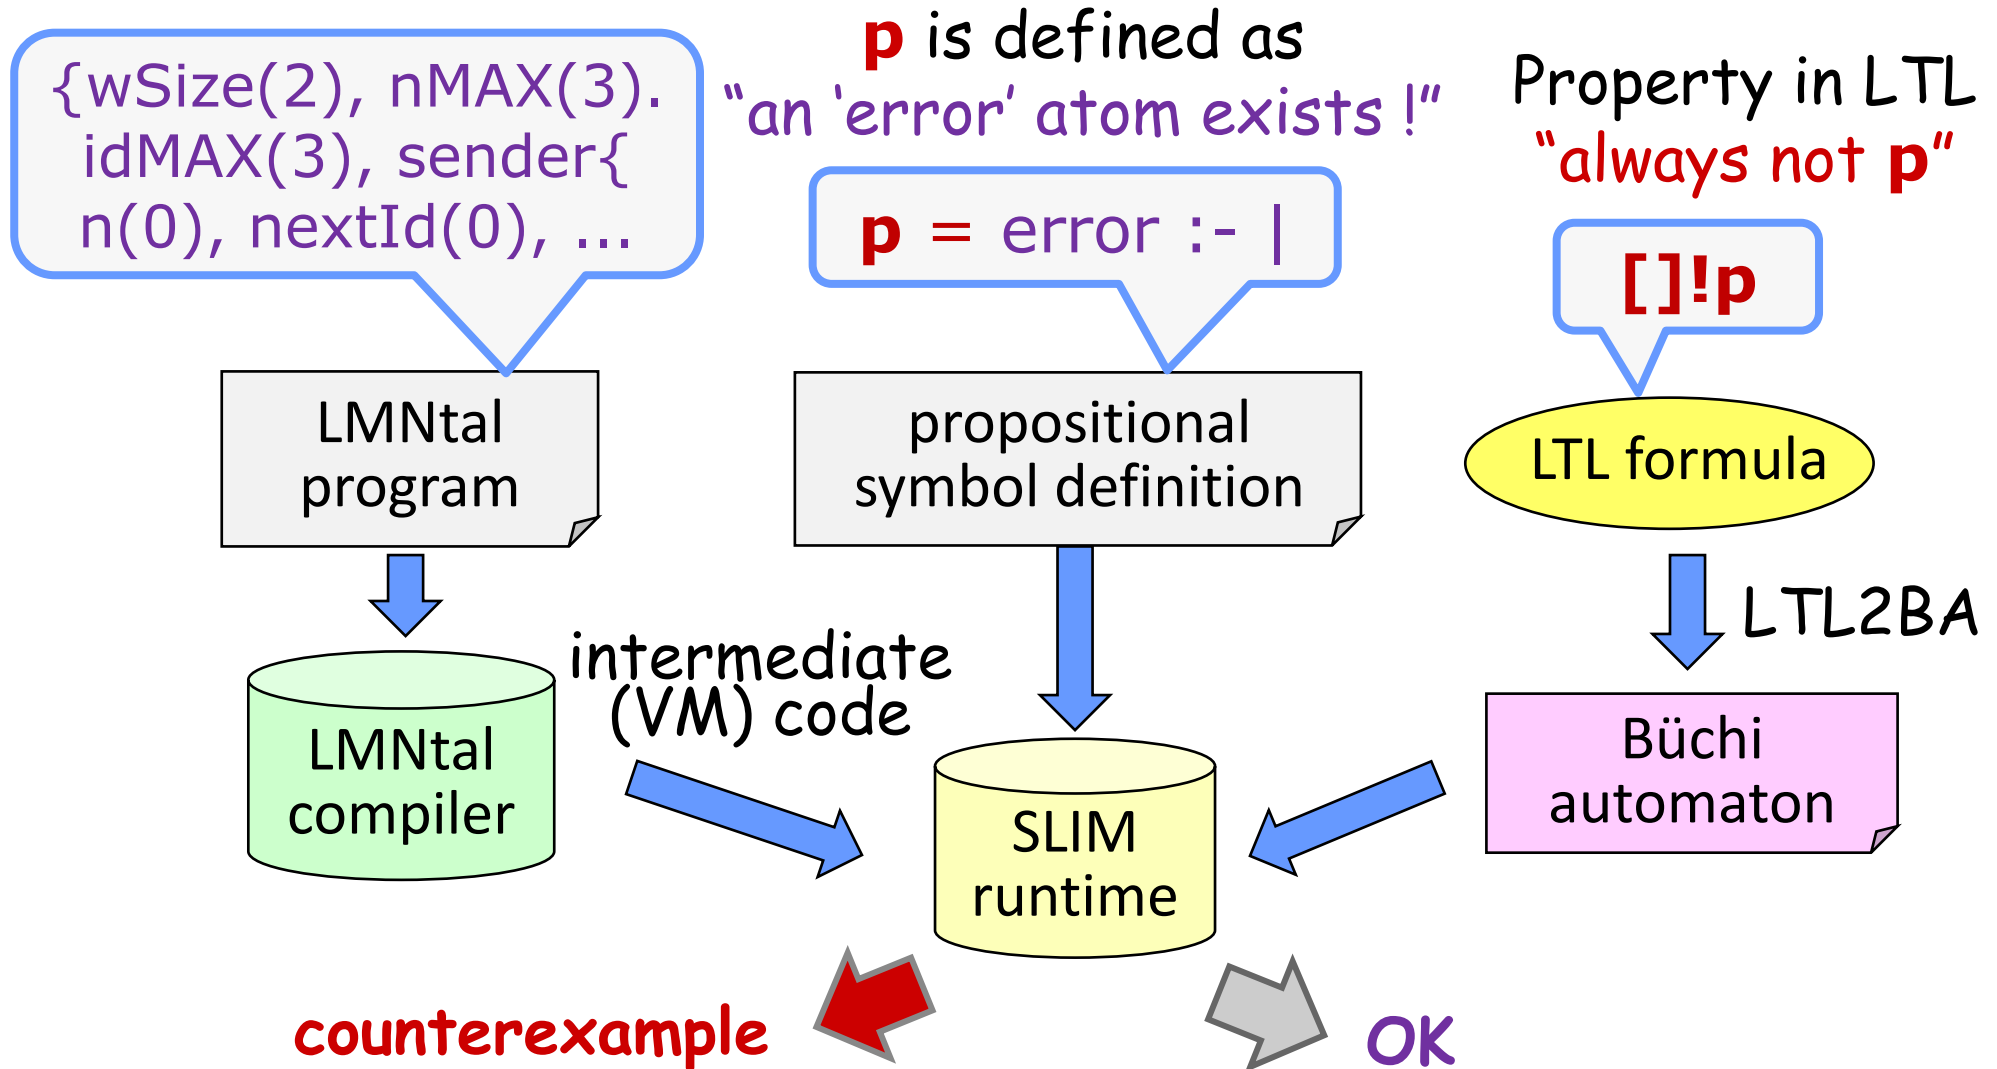 {wSize(2), nMAX(3).
idMAX(3), sender{
n(0), nextId(0), ...
p is defined as
“an ‘error’ atom exists !”
p = error :- |
Property in LTL
“always not p”
[]!p
LMNtal
program
propositional
symbol definition
LTL formula
LTL2BA
intermediate
(VM) code
LMNtal
compiler
SLIM
runtime
Büchi
automaton
counterexample
OK